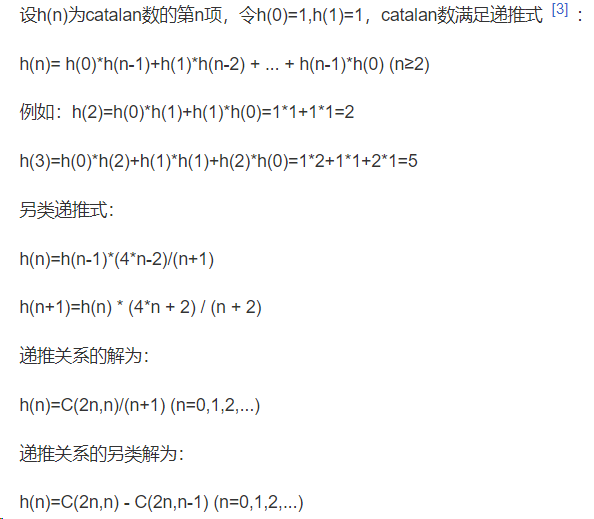 设h(n)为catalan数的第n项，令h(0)=1,h(1)=1，catalan数满足递推式 [3] ：
h(n)= h(0)*h(n-1)+h(1)*h(n-2) + ... + h(n-1)*h(0) (n≥2)
例如：h(2)=h(0)*h(1)+h(1)*h(0)=1*1+1*1=2
h(3)=h(0)*h(2)+h(1)*h(1)+h(2)*h(0)=1*2+1*1+2*1=5
另类递推式：
h(n)=h(n-1)*(4*n-2)/(n+1)
h(n+1)=h(n) * (4*n + 2) / (n + 2)
递推关系的解为：
h(n)=C(2n,n)/(n+1) (n=0,1,2,...)
递推关系的另类解为：
h(n)=C(2n,n) - C(2n,n-1) (n=0,1,2,...)